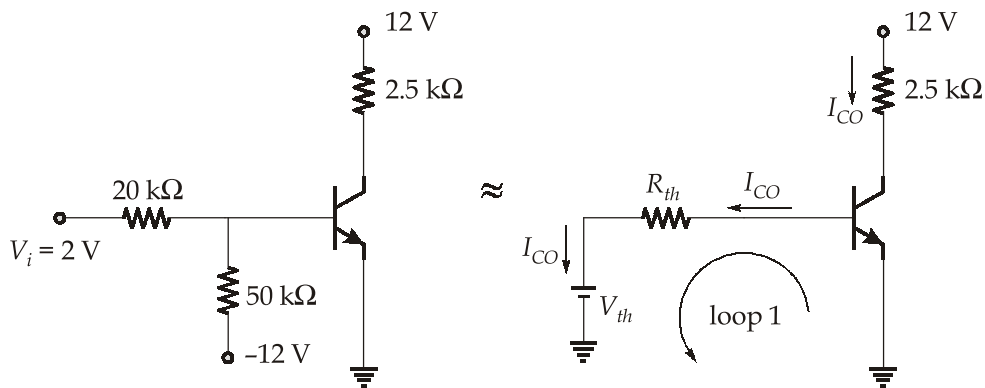 12 V
2.5 kΩ
20 kΩ
V_i = 2 V
50 kΩ
–12 V
≈
12 V
2.5 kΩ
I_CO
R_th
I_CO
I_CO
V_th
loop 1